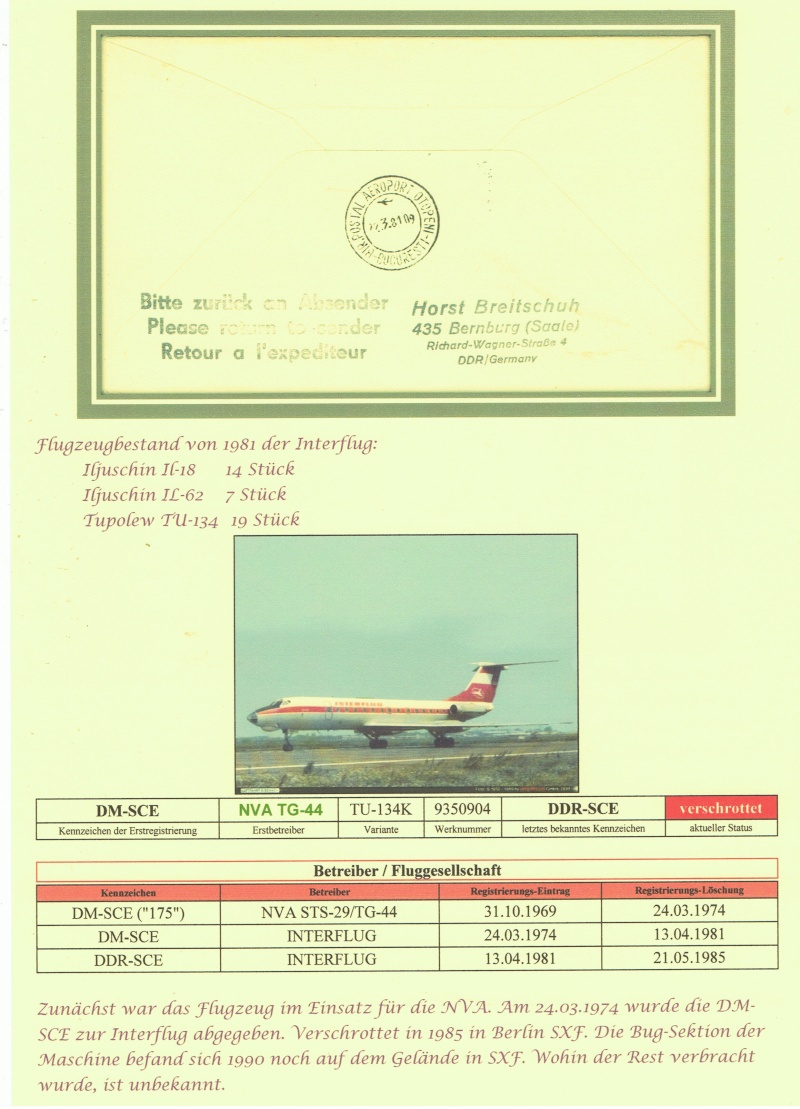 POSTAL AEROPORT OTOPENI
BUCUREŞTI
3.81 09
Bitte zurück an Absender
Please return to sender
Retour a l'expediteur
Horst Breitschuh
435 Bernburg (Saale)
Richard-Wagner-Straße 4
DDR/Germany
Flugzeugbestand von 1981 der Interflug:
Iljuschin Il-18 14 Stück
Iljuschin IL-62 7 Stück
Tupolew TU-134 19 Stück
INTERFLUG
DM-SCE NVA TG-44 TU-134K 9350904 DDR-SCE verschrottet
Kennzeichen der Erstregistrierung Erstbetreiber Variante Werknummer letztes bekanntes Kennzeichen aktueller Status
Betreiber / Fluggesellschaft
Kennzeichen Betreiber Registrierungs-Eintrag Registrierungs-Löschung
DM-SCE ("175") NVA STS-29/TG-44 31.10.1969 24.03.1974
DM-SCE INTERFLUG 24.03.1974 13.04.1981
DDR-SCE INTERFLUG 13.04.1981 21.05.1985
Zunächst war das Flugzeug im Einsatz für die NVA. Am 24.03.1974 wurde die DM-
SCE zur Interflug abgegeben. Verschrottet in 1985 in Berlin SXF. Die Bug-Sektion der
Maschine befand sich 1990 noch auf dem Gelände in SXF. Wohin der Rest verbracht
wurde, ist unbekannt.